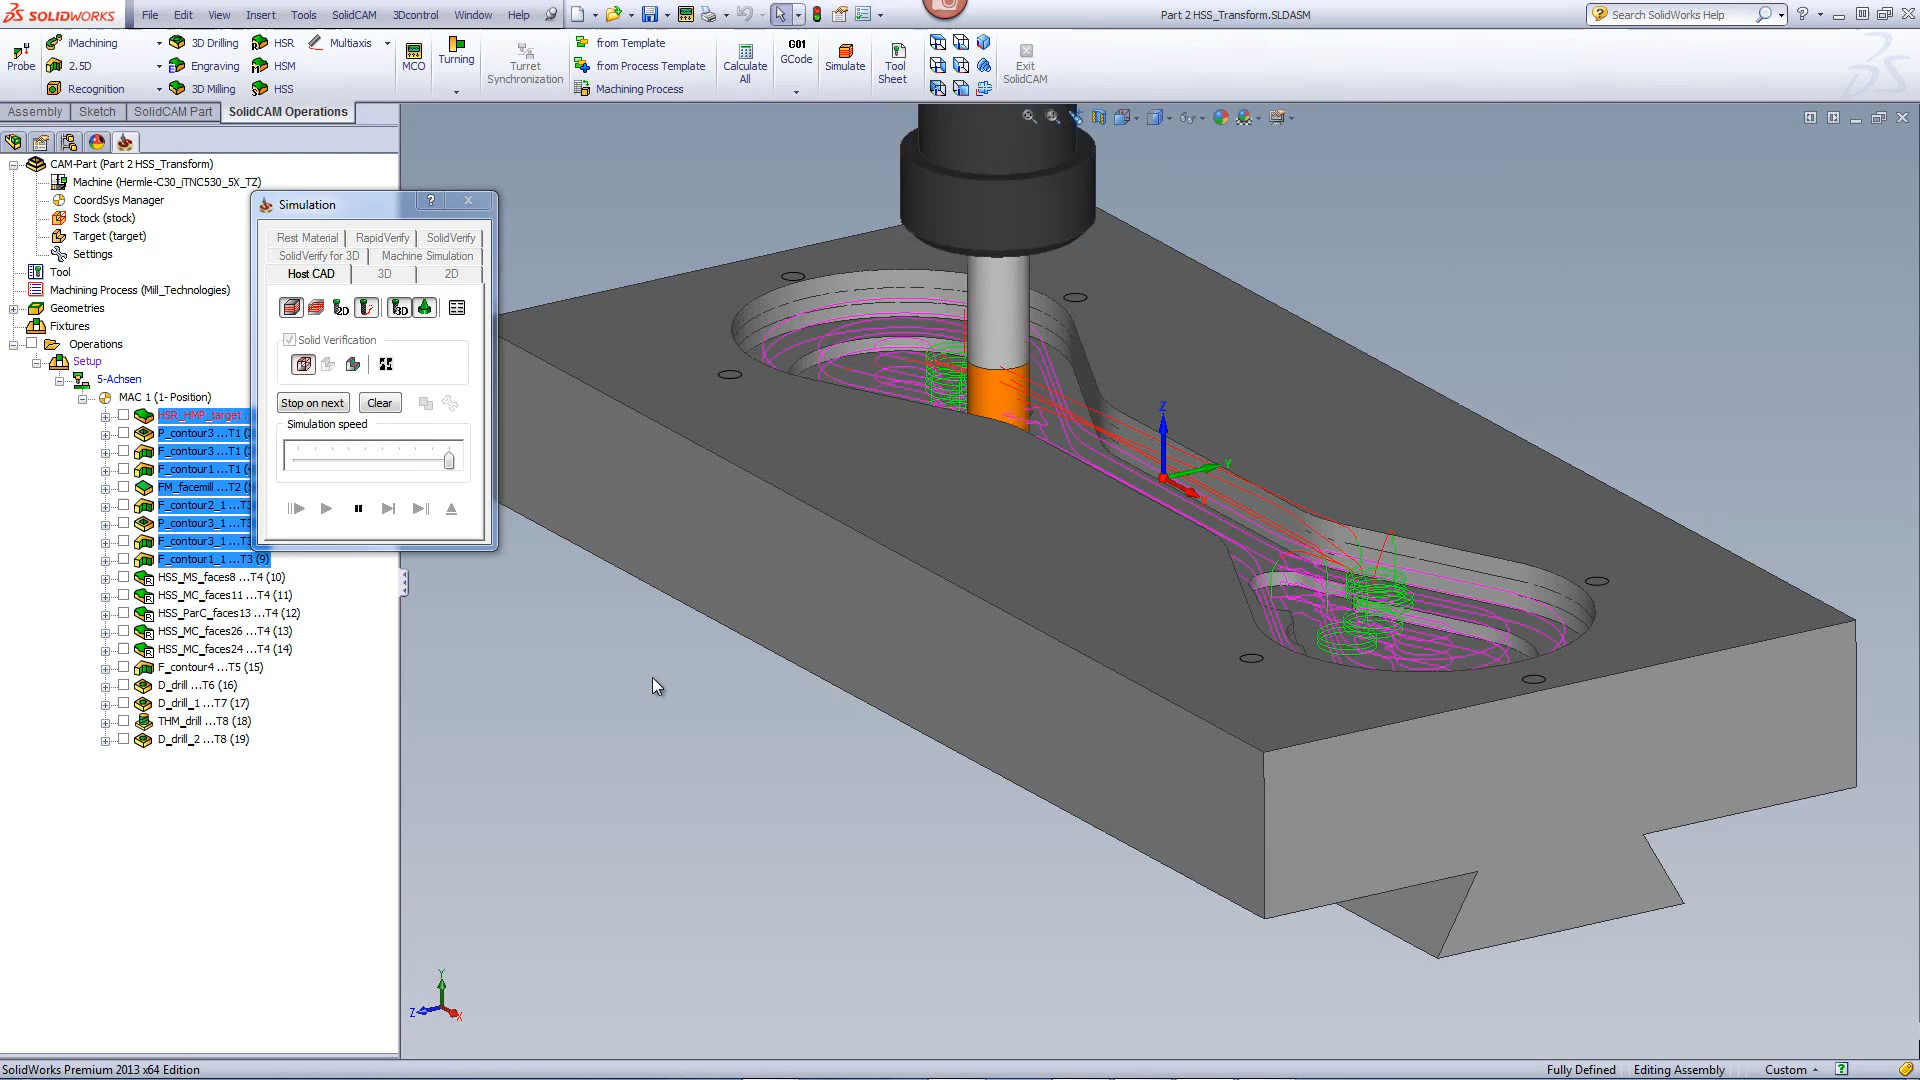 SOLIDWORKS File Edit View Insert Tools SolidCAM 3Dcontrol Window Help Part 2 HSS_Transform.SLDASM Search SolidWorks Help
iMachining 3D Drilling HSR Multiaxis from Template
Probe 2.5D Engraving HSM MCO Turning Turret Synchronization from Process Template Calculate All GCode Simulate Tool Sheet Exit SolidCAM
Recognition 3D Milling HSS Machining Process
G01
Assembly Sketch SolidCAM Part SolidCAM Operations
CAM-Part (Part 2 HSS_Transform)
Machine (Hermle-C30_iTNC530_5X_TZ)
CoordSys Manager
Stock (stock)
Target (target)
Settings
Tool
Machining Process (Mill_Technologies)
Geometries
Fixtures
Operations
Setup
5-Achsen
MAC 1 (1- Position)
HSR_HMP_target ..
P_contour3 ...T1 (
F_contour3 ...T1 (
F_contour1 ...T1 (
FM_facemill ...T2 (
F_contour2_1 ...T3
P_contour3_1 ...T3
F_contour3_1 ...T3
F_contour1_1 ...T3 (9)
HSS_MS_faces8 ...T4 (10)
HSS_MC_faces11 ...T4 (11)
HSS_ParC_faces13 ...T4 (12)
HSS_MC_faces26 ...T4 (13)
HSS_MC_faces24 ...T4 (14)
F_contour4 ...T5 (15)
D_drill ...T6 (16)
D_drill_1 ...T7 (17)
THM_drill ...T8 (18)
D_drill_2 ...T8 (19)
Simulation
Rest Material RapidVerify SolidVerify
SolidVerify for 3D Machine Simulation
Host CAD 3D 2D
2D 3D
Solid Verification
Stop on next Clear
Simulation speed
Z
Y
Y
Z X
SolidWorks Premium 2013 x64 Edition Fully Defined Editing Assembly Custom